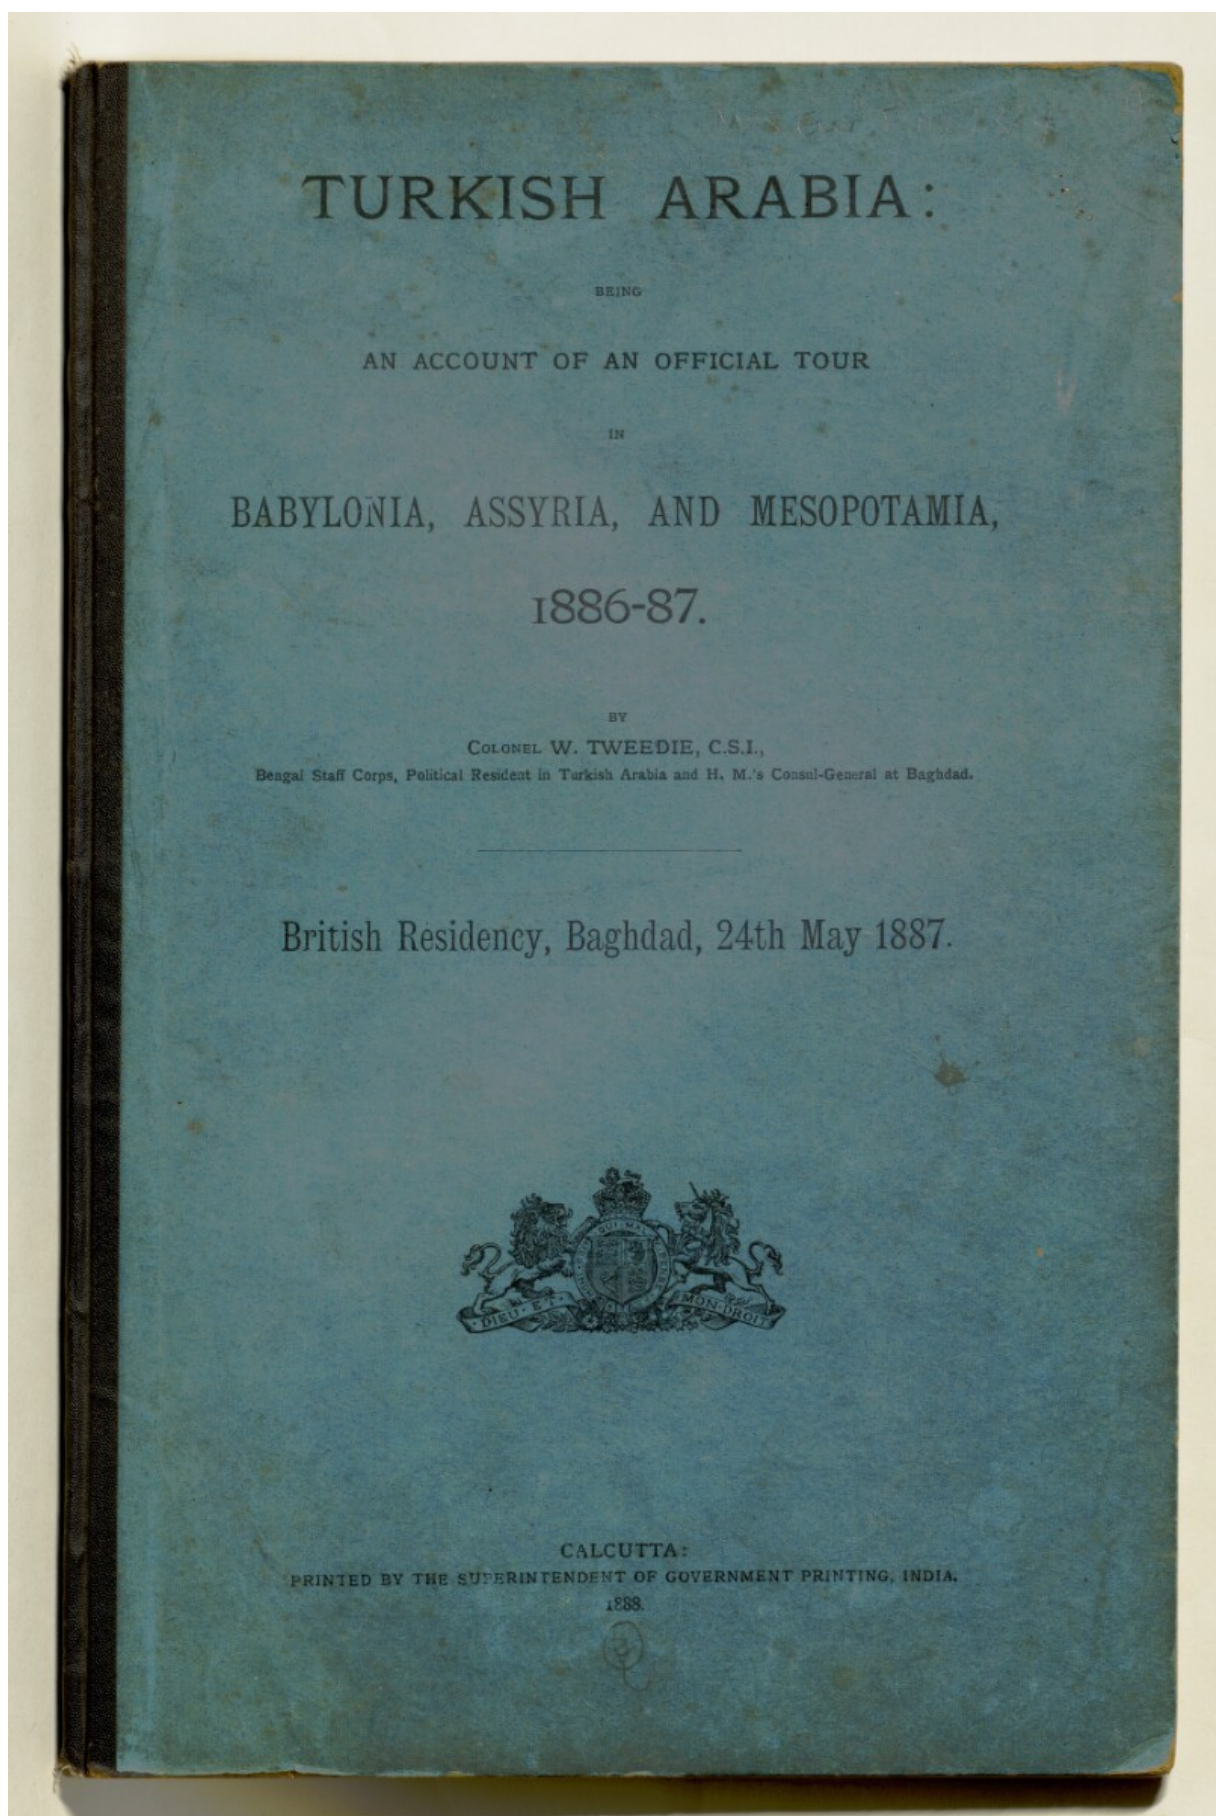 TURKISH ARABIA:
BEING
AN ACCOUNT OF AN OFFICIAL TOUR
IN
BABYLONIA, ASSYRIA, AND MESOPOTAMIA,
1886-87.
BY
COLONEL W. TWEEDIE, C.S.I.,
Bengal Staff Corps, Political Resident in Turkish Arabia and H. M.'s Consul-General at Baghdad.
British Residency, Baghdad, 24th May 1887.
QUI MAL
DIEU ET MON DROIT
CALCUTTA:
PRINTED BY THE SUPERINTENDENT OF GOVERNMENT PRINTING, INDIA.
1888.